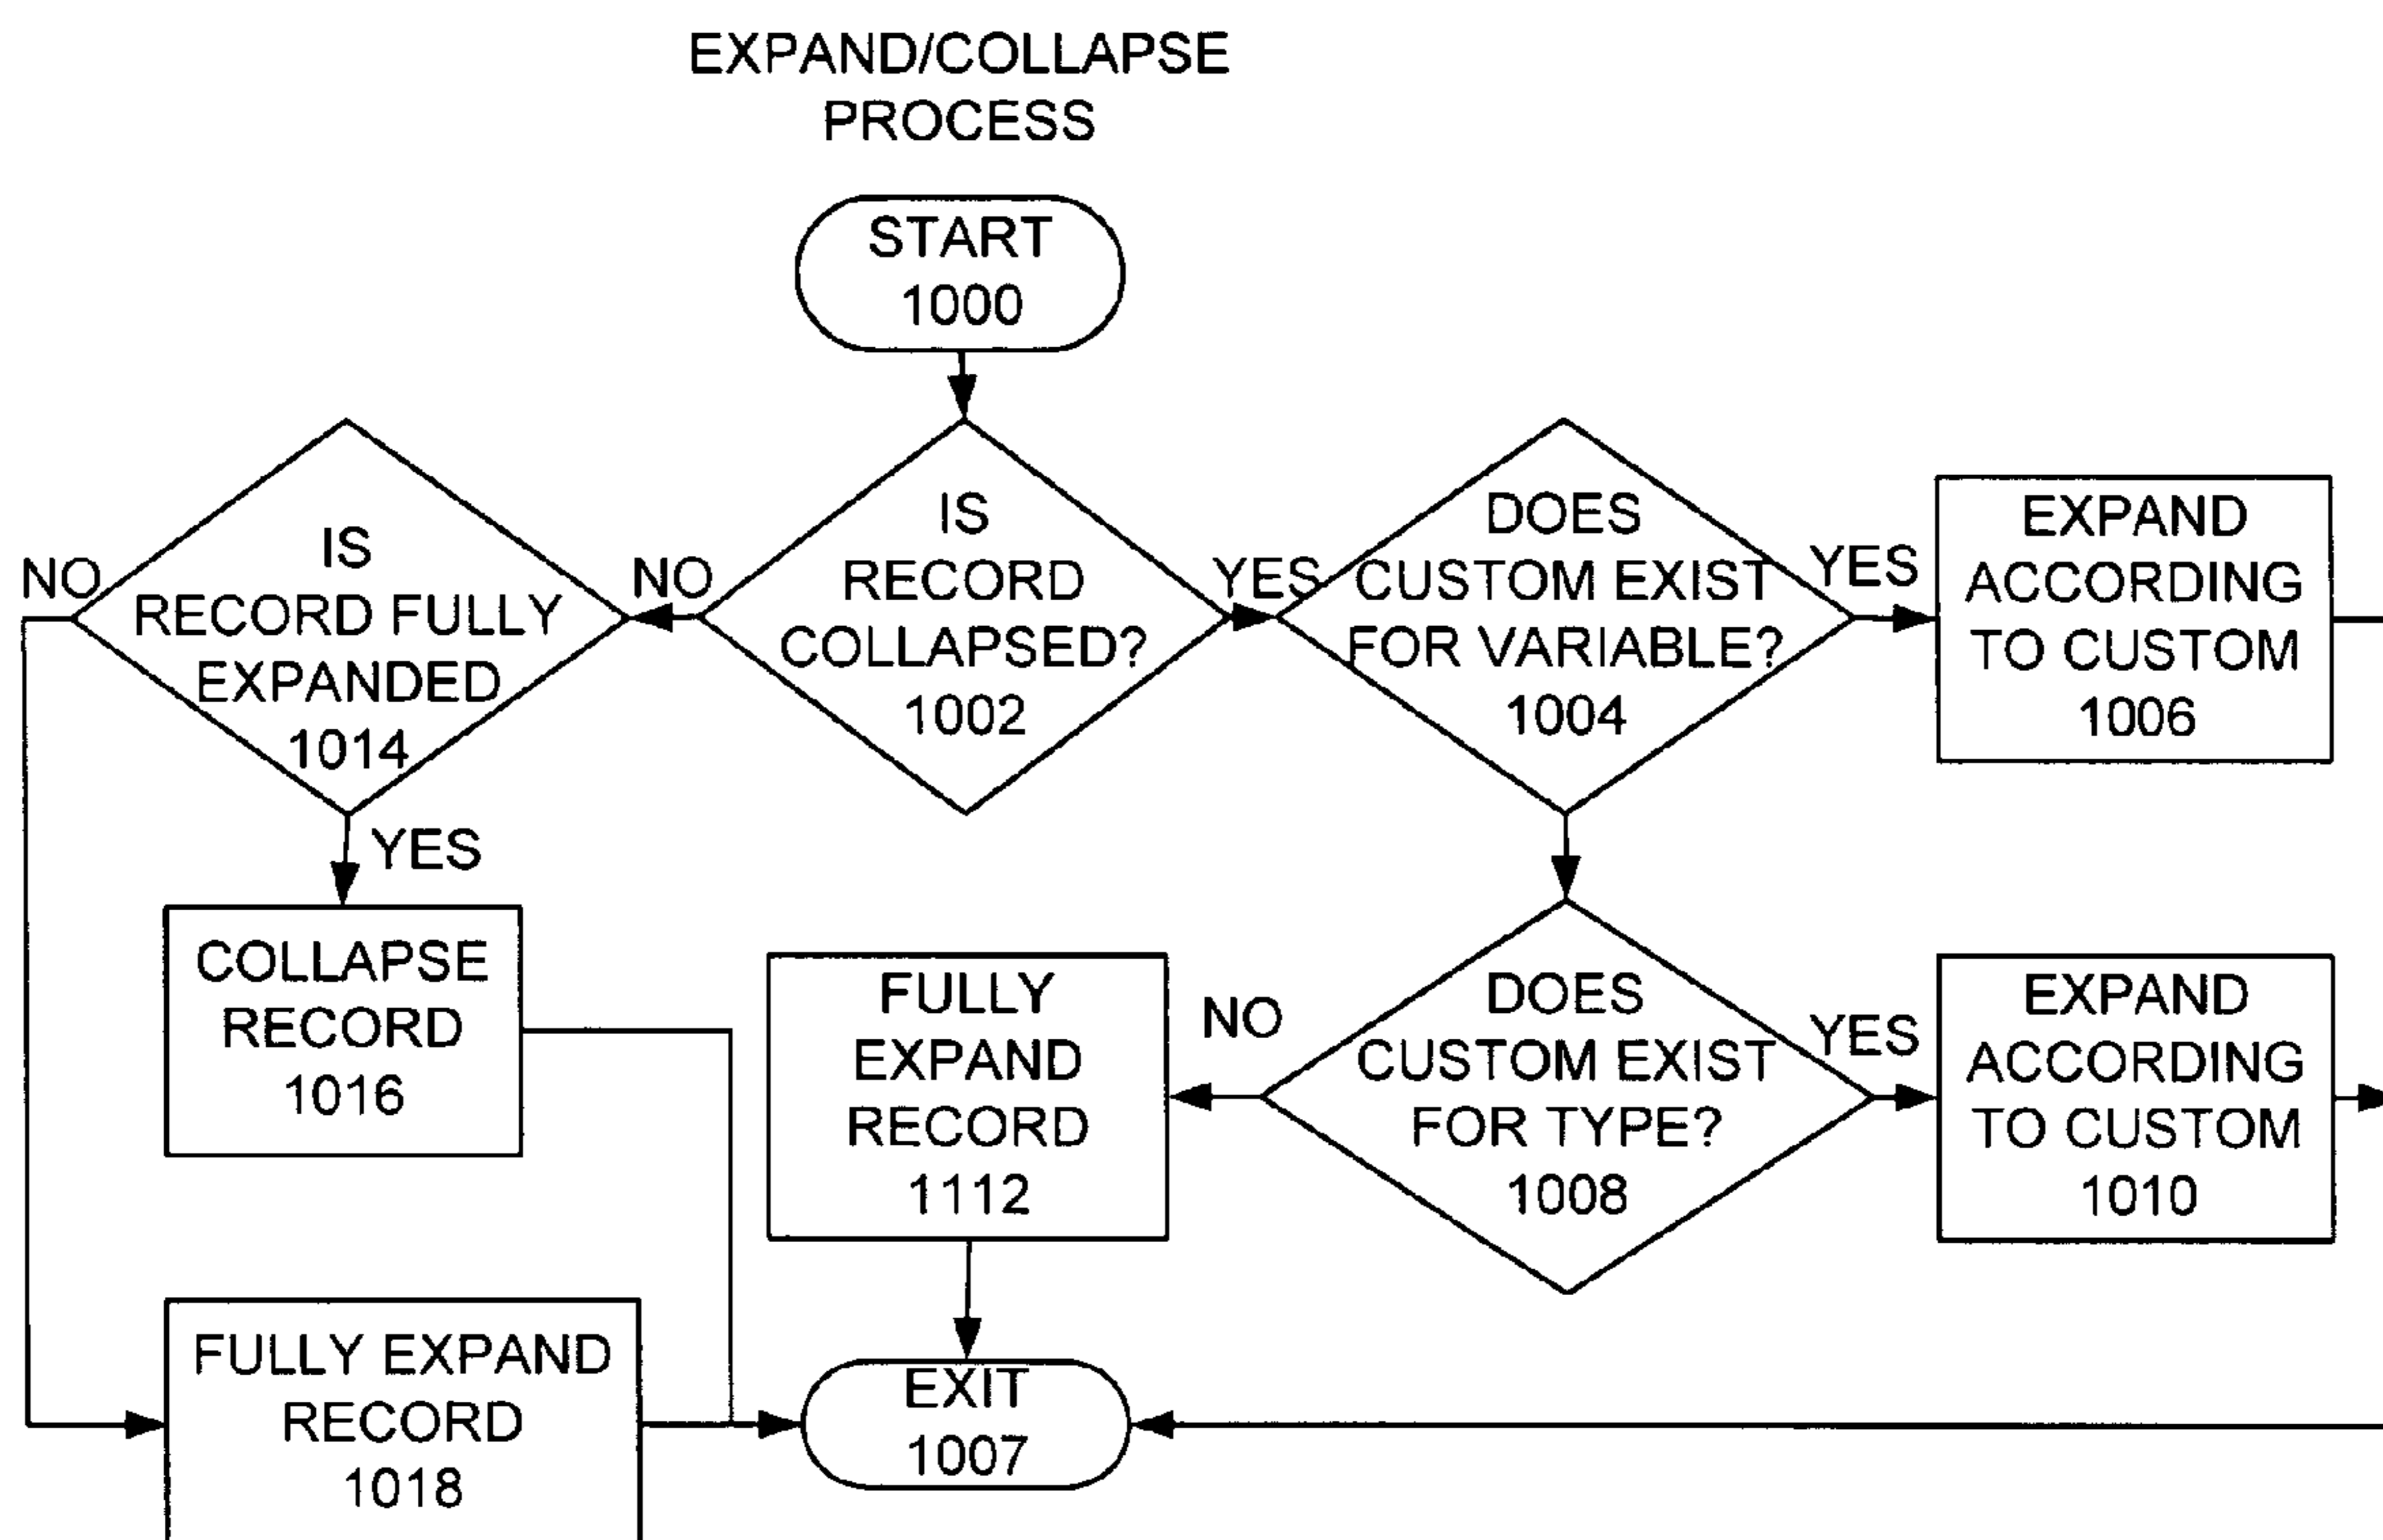 EXPAND/COLLAPSE
PROCESS
START
1000
IS
RECORD
COLLAPSED?
1002
NO
YES
IS
RECORD FULLY
EXPANDED
1014
NO
YES
DOES
CUSTOM EXIST
FOR VARIABLE?
1004
YES
EXPAND
ACCORDING
TO CUSTOM
1006
COLLAPSE
RECORD
1016
FULLY
EXPAND
RECORD
1112
NO
DOES
CUSTOM EXIST
FOR TYPE?
1008
YES
EXPAND
ACCORDING
TO CUSTOM
1010
FULLY EXPAND
RECORD
1018
EXIT
1007